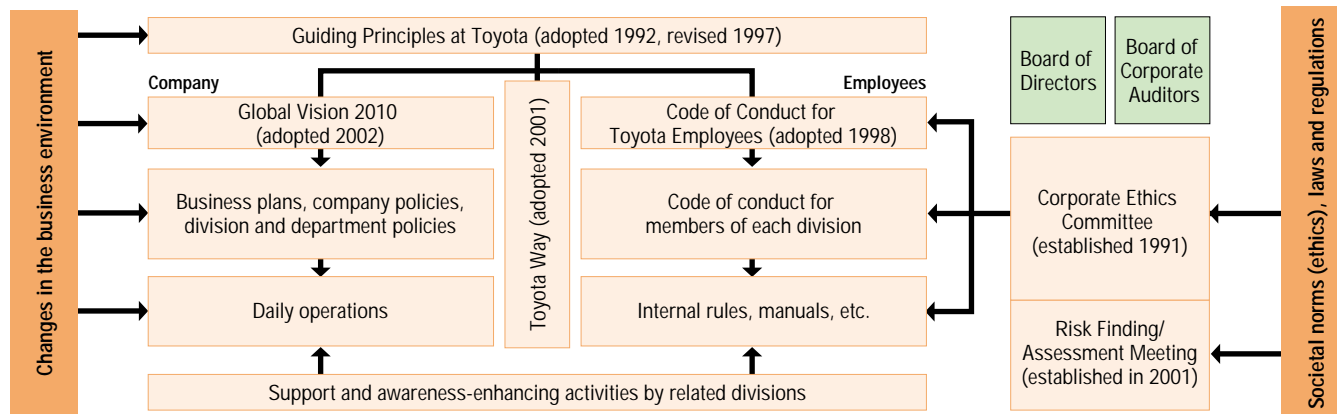 Changes in the business environment
Guiding Principles at Toyota (adopted 1992, revised 1997)
Company
Employees
Global Vision 2010
(adopted 2002)
Business plans, company policies,
division and department policies
Daily operations
Toyota Way (adopted 2001)
Code of Conduct for
Toyota Employees (adopted 1998)
Code of conduct for
members of each division
Internal rules, manuals, etc.
Support and awareness-enhancing activities by related divisions
Board of
Directors
Board of
Corporate
Auditors
Corporate Ethics
Committee
(established 1991)
Risk Finding/
Assessment Meeting
(established in 2001)
Societal norms (ethics), laws and regulations